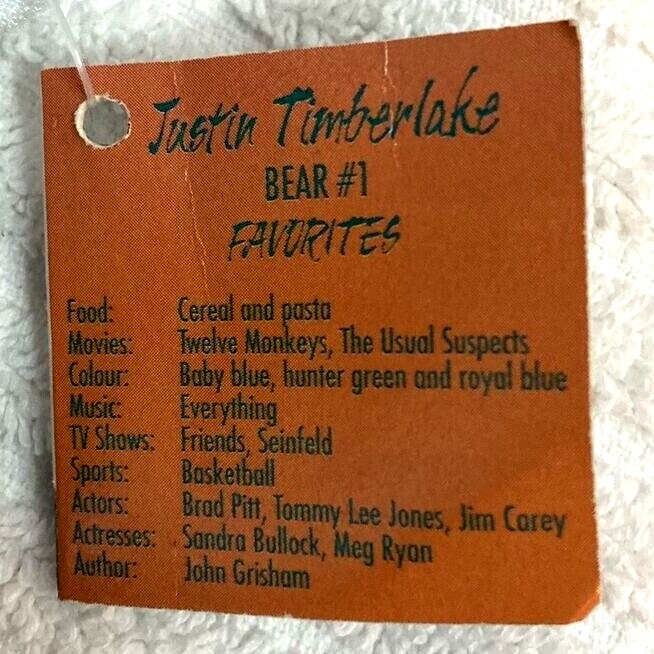 Justin Timberlake
BEAR #1
FAVORITES
Food: Cereal and pasta
Movies: Twelve Monkeys, The Usual Suspects
Colour: Baby blue, hunter green and royal blue
Music: Everything
TV Shows: Friends, Seinfeld
Sports: Basketball
Actors: Brad Pitt, Tommy Lee Jones, Jim Carey
Actresses: Sandra Bullock, Meg Ryan
Author: John Grisham